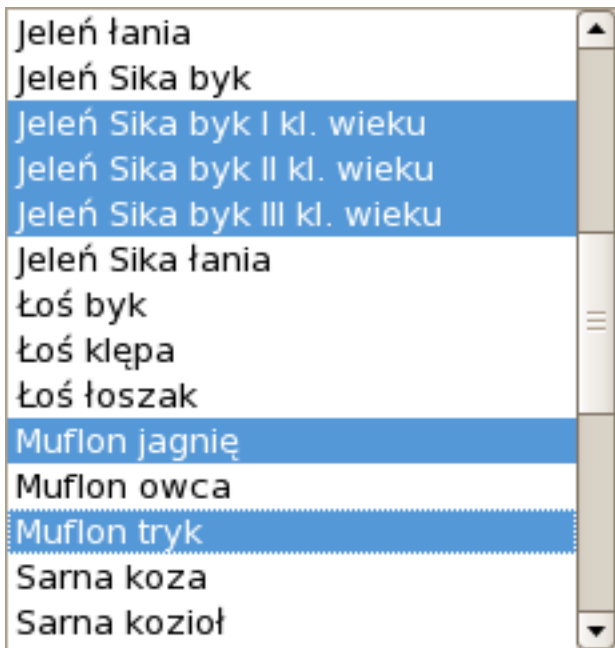 Jeleń łania
Jeleń Sika byk
Jeleń Sika byk I kl. wieku
Jeleń Sika byk II kl. wieku
Jeleń Sika byk III kl. wieku
Jeleń Sika łania
Łoś byk
Łoś klępa
Łoś łoszak
Muflon jagnię
Muflon owca
Muflon tryk
Sarna koza
Sarna kozioł